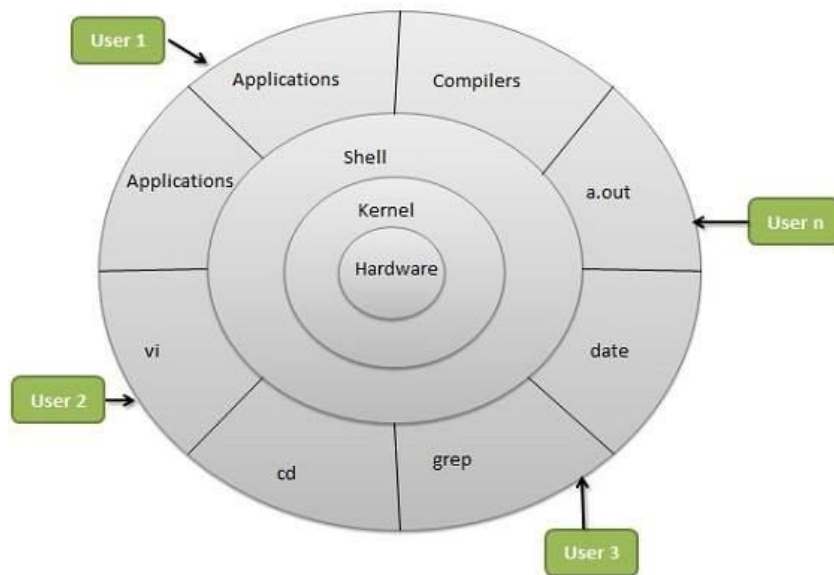 User 1
Applications
Compilers
Shell
Applications
a.out
Kernel
User n
Hardware
vi
date
User 2
cd
grep
User 3